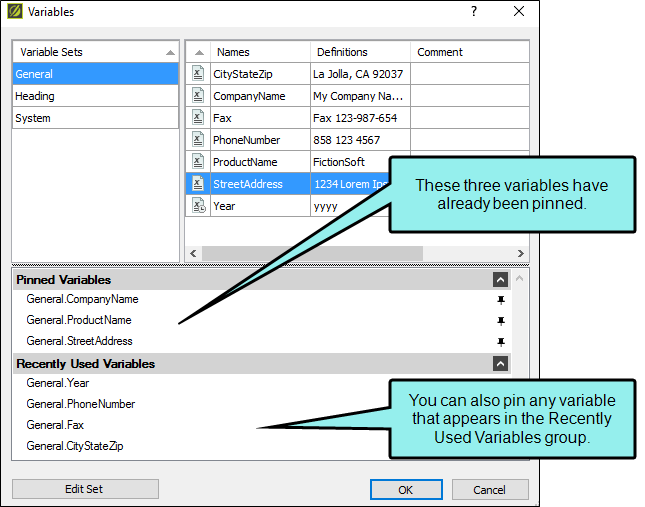 Variables
?
Variable Sets
General
Heading
System
Names Definitions Comment
CityStateZip La Jolla, CA 92037
CompanyName My Company Na...
Fax Fax 123-987-654
PhoneNumber 858 123 4567
ProductName FictionSoft
StreetAddress 1234 Lorem
Year yyyy
These three variables have
already been pinned.
Pinned Variables
General.CompanyName
General.ProductName
General.StreetAddress
Recently Used Variables
General.Year
General.PhoneNumber
General.Fax
General.CityStateZip
You can also pin any variable
that appears in the Recently
Used Variables group.
Edit Set
OK
Cancel